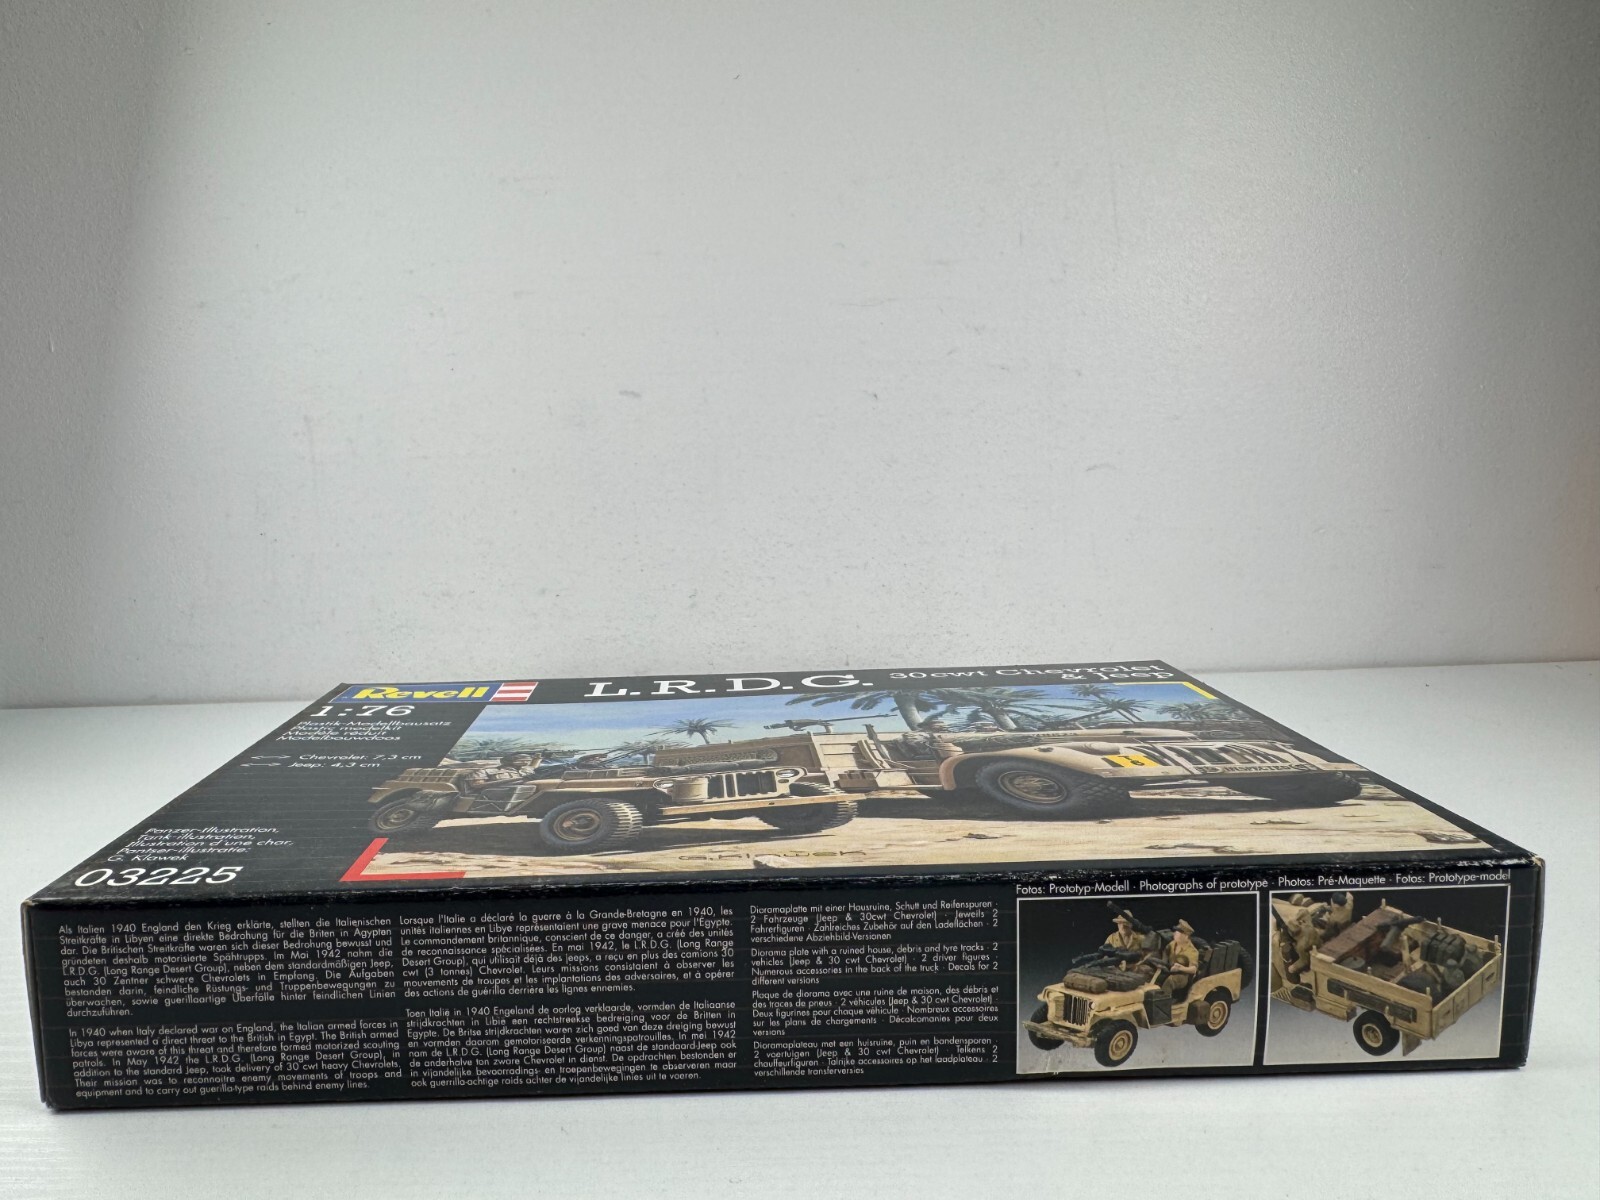 Revell
L.R.D.G. 30 cwt Chevrolet
& Jeep
1:76
Plastik-Modellbausatz
Plastic modelkit
Modèle réduit
Modelbouwdoos
Chevrolet: 7,3 cm
Jeep: 4,3 cm
Panzer-Illustration,
Tank-illustration,
Illustration d'une char,
Pantser-illustratie:
G. Klawek
03225
Als Italien 1940 England den Krieg erklärte, stellten die Italienischen
Streitkräfte in Libyen eine direkte Bedrohung für die Briten in Ägypten
dar. Die Britischen Streitkräfte waren sich dieser Bedrohung bewusst und
gründeten deshalb motorisierte Spähtrupps. Im Mai 1942 nahm die
L.R.D.G. (Long Range Desert Group), neben dem standardmäßigen Jeep,
auch 30 Zentner schwere Chevrolets in Empfang. Die Aufgaben
bestanden darin, feindliche Rüstungs- und Truppenbewegungen zu
überwachen, sowie guerillaartige Überfälle hinter feindlichen Linien
durchzuführen.
In 1940 when Italy declared war on England, the Italian armed forces in
Libya represented a direct threat to the British in Egypt. The British armed
forces were aware of this threat and therefore formed motorized scouting
patrols. In May 1942 the L.R.D.G. (Long Range Desert Group), in
addition to the standard Jeep, took delivery of 30 cwt heavy Chevrolets.
Their mission was to reconnoitre enemy movements of troops and
equipment and to carry out guerilla-type raids behind enemy lines.
Lorsque l'Italie a déclaré la guerre à la Grande-Bretagne en 1940, les
unités italiennes en Libye représentaient une grave menace pour l'Égypte.
Le commandement britannique, conscient de ce danger, a créé des unités
de reconnaissance spécialisées. En mai 1942, le L.R.D.G. (Long Range
Desert Group), qui utilisait déjà des Jeeps, a reçu en plus des camions 30
cwt (3 tonnes) Chevrolet. Leurs missions consistaient à observer les
mouvements de troupes et les implantations des adversaires, et à opérer
des actions de guérilla derrière les lignes ennemies.
Toen Italië in 1940 Engeland de oorlog verklaarde, vormden de Italiaanse
strijdkrachten in Libië een rechtstreekse bedreiging voor de Britten in
Egypte. De Britse strijdkrachten waren zich goed van deze dreiging bewust
en vormden daarom gemotoriseerde verkenningspatrouilles. In mei 1942
nam de L.R.D.G. (Long Range Desert Group) naast de standaard-Jeep ook
de anderhalve ton zware Chevrolet in dienst. De opdrachten bestonden er
in vijandelijke bevoorradings- en troepenbewegingen te observeren maar
ook guerrilla-achtige raids achter de vijandelijke linies uit te voeren.
Dioramaplatte mit einer Hausruine, Schutt und Reifenspuren ·
2 Fahrzeuge (Jeep & 30cwt Chevrolet) · Jeweils 2
Fahrerfiguren · Zahlreiches Zubehör auf den Ladeflächen · 2
verschiedene Abziehbild-Versionen
Diorama plate with a ruined house, debris and tyre tracks · 2
vehicles (Jeep & 30 cwt Chevrolet) · 2 driver figures ·
Numerous accessories in the back of the truck · Decals for 2
different versions
Plaque de diorama avec une ruine de maison, des débris et
des traces de pneus · 2 véhicules (Jeep & 30 cwt Chevrolet) ·
Deux figurines pour chaque véhicule · Nombreux accessoires
sur les plans de chargements · Décalcomanies pour deux
versions
Dioramaplateau met een huisruïne, puin en bandensporen ·
2 voertuigen (Jeep & 30 cwt Chevrolet) · Telkens 2
chauffeurfiguren · Talrijke accessoires op het laadplateau · 2
verschillende transferversies
Fotos: Prototyp-Modell · Photographs of prototype · Photos: Pré-Maquette · Fotos: Prototype-model